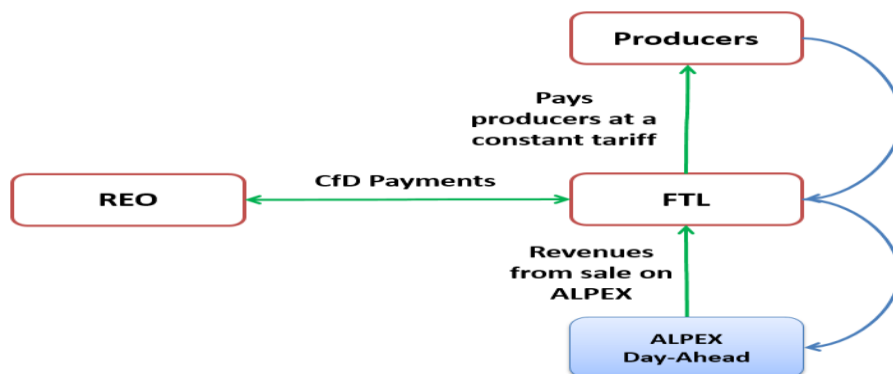 Producers
Pays
producers at a
constant tariff
REO
CfD Payments
FTL
Revenues
from sale on
ALPEX
ALPEX
Day-Ahead